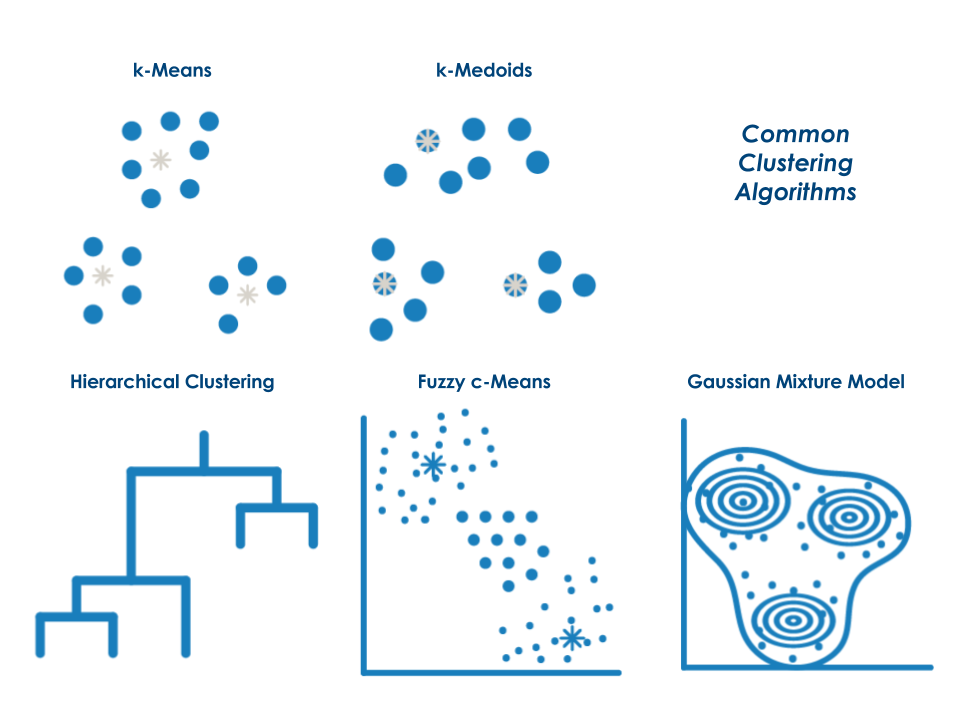 k-Means
k-Medoids
Common
Clustering
Algorithms
Hierarchical Clustering
Fuzzy c-Means
Gaussian Mixture Model